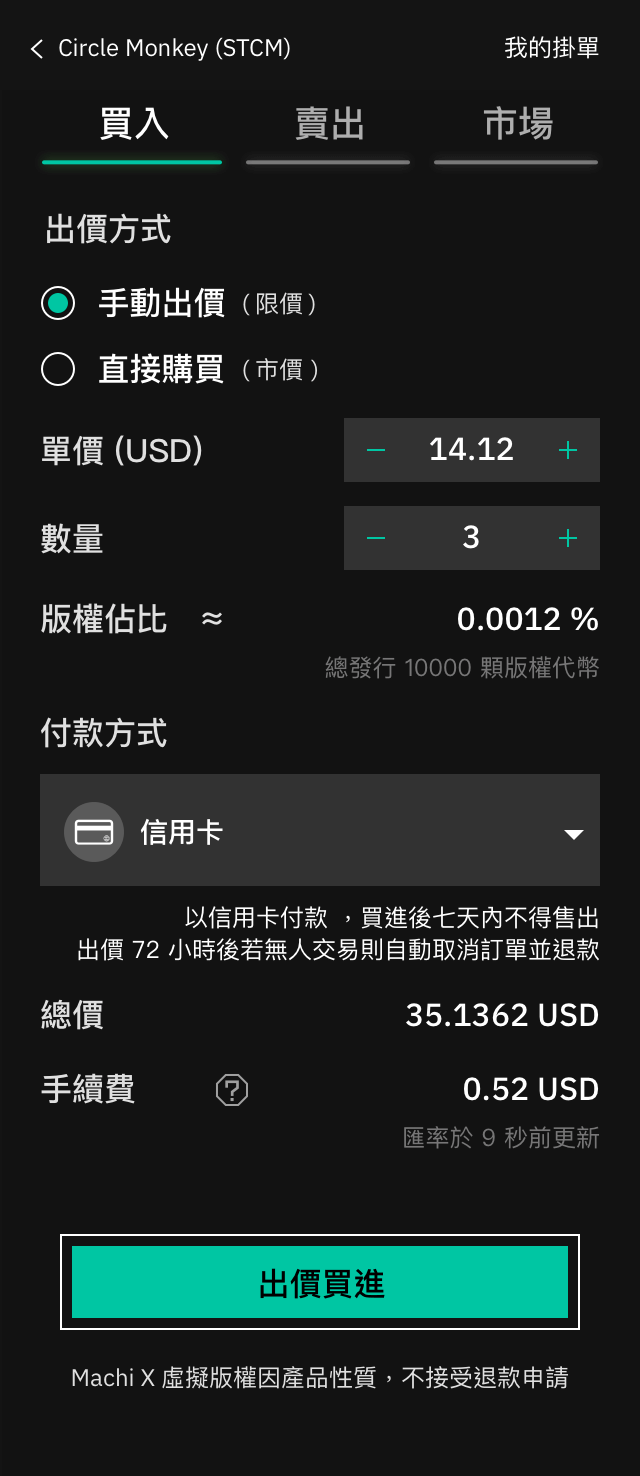 Circle Monkey (STCM) 我的掛單
買入 賣出 市場
出價方式
手動出價 (限價)
直接購買 (市價)
單價 (USD) − 14.12 +
數量 − 3 +
版權佔比 ≈ 0.0012 %
總發行 10000 顆版權代幣
付款方式
信用卡
以信用卡付款 ，買進後七天內不得售出
出價 72 小時後若無人交易則自動取消訂單並退款
總價 35.1362 USD
手續費 ? 0.52 USD
匯率於 9 秒前更新
出價買進
Machi X 虛擬版權因產品性質，不接受退款申請